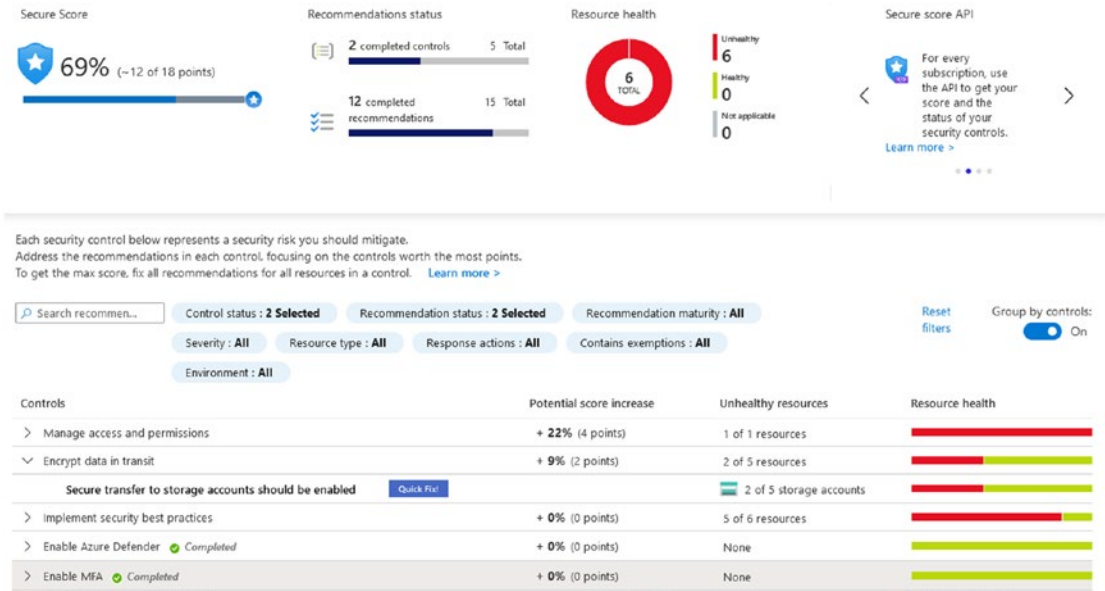 Secure Score
69% (~12 of 18 points)
Recommendations status
2 completed controls 5 Total
12 completed recommendations 15 Total
Resource health
6
TOTAL
Unhealthy
6
Healthy
0
Not applicable
0
Secure score API
For every
subscription, use
the API to get your
score and the
status of your
security controls.
Learn more >
Each security control below represents a security risk you should mitigate.
Address the recommendations in each control, focusing on the controls worth the most points.
To get the max score, fix all recommendations for all resources in a control. Learn more >
Search recommen... Control status : 2 Selected Recommendation status : 2 Selected Recommendation maturity : All Reset filters Group by controls: On
Severity : All Resource type : All Response actions : All Contains exemptions : All
Environment : All
Controls Potential score increase Unhealthy resources Resource health
Manage access and permissions + 22% (4 points) 1 of 1 resources
Encrypt data in transit + 9% (2 points) 2 of 5 resources
Secure transfer to storage accounts should be enabled Quick Fix! 2 of 5 storage accounts
Implement security best practices + 0% (0 points) 5 of 6 resources
Enable Azure Defender Completed + 0% (0 points) None
Enable MFA Completed + 0% (0 points) None